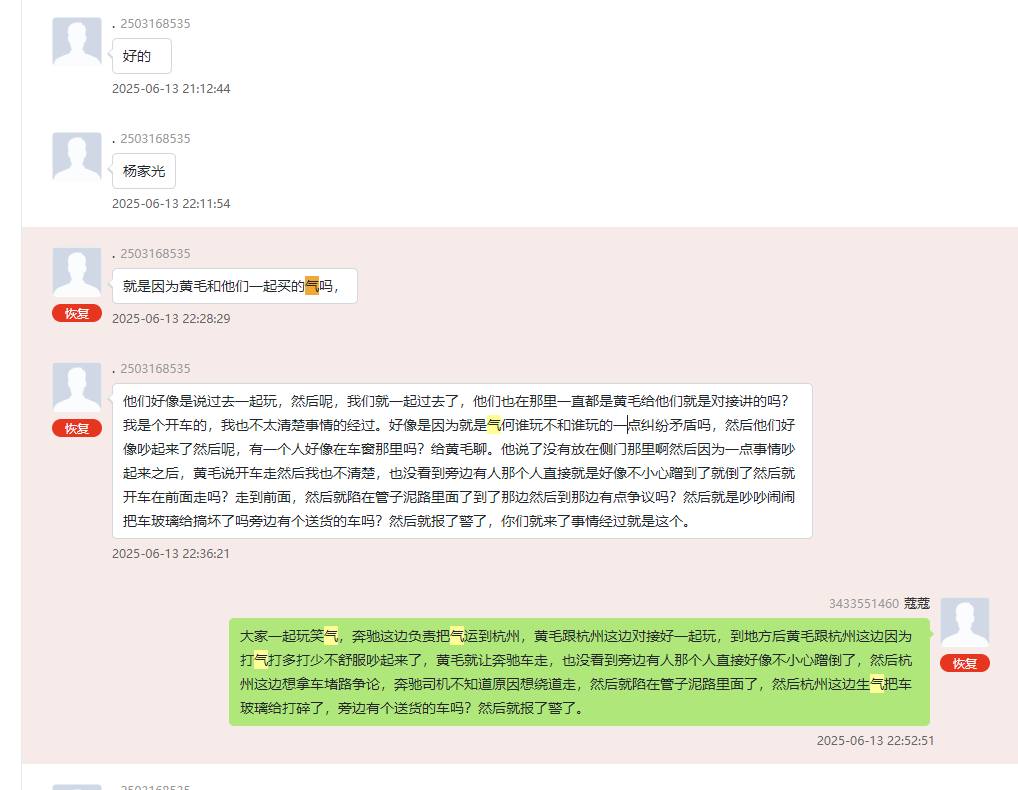 . 2503168535
好的
2025-06-13 21:12:44
. 2503168535
杨家光
2025-06-13 22:11:54
. 2503168535
就是因为黄毛和他们一起买的气吗，
恢复
2025-06-13 22:28:29
. 2503168535
恢复
他们好像是说过去一起玩，然后呢，我们就一起过去了，他们也在那里一直都是黄毛给他们就是对接讲的吗？
我是个开车的，我也不太清楚事情的经过。好像是因为就是气何谁玩不和谁玩的一点纠纷矛盾吗，然后他们好
像吵起来了然后呢，有一个人好像在车窗那里吗？给黄毛聊。他说了没有放在侧门那里啊然后因为一点事情吵
起来之后，黄毛说开车走然后我也不清楚，也没看到旁边有人那个人直接就是好像不小心蹭到了就倒了然后就
开车在前面走吗？走到前面，然后就陷在管子泥路里面了到了那边然后到那边有点争议吗？然后就是吵吵闹闹
把车玻璃给搞坏了吗旁边有个送货的车吗？然后就报了警了，你们就来了事情经过就是这个。
2025-06-13 22:36:21
3433551460 蔻蔻
恢复
大家一起玩笑气，奔驰这边负责把气运到杭州，黄毛跟杭州这边对接好一起玩，到地方后黄毛跟杭州这边因为
打气打多打少不舒服吵起来了，黄毛就让奔驰车走，也没看到旁边有人那个人直接好像不小心蹭倒了，然后杭
州这边想拿车堵路争论，奔驰司机不知道原因想绕道走，然后就陷在管子泥路里面了，然后杭州这边生气把车
玻璃给打碎了，旁边有个送货的车吗？然后就报了警了。
2025-06-13 22:52:51
. 2503168535